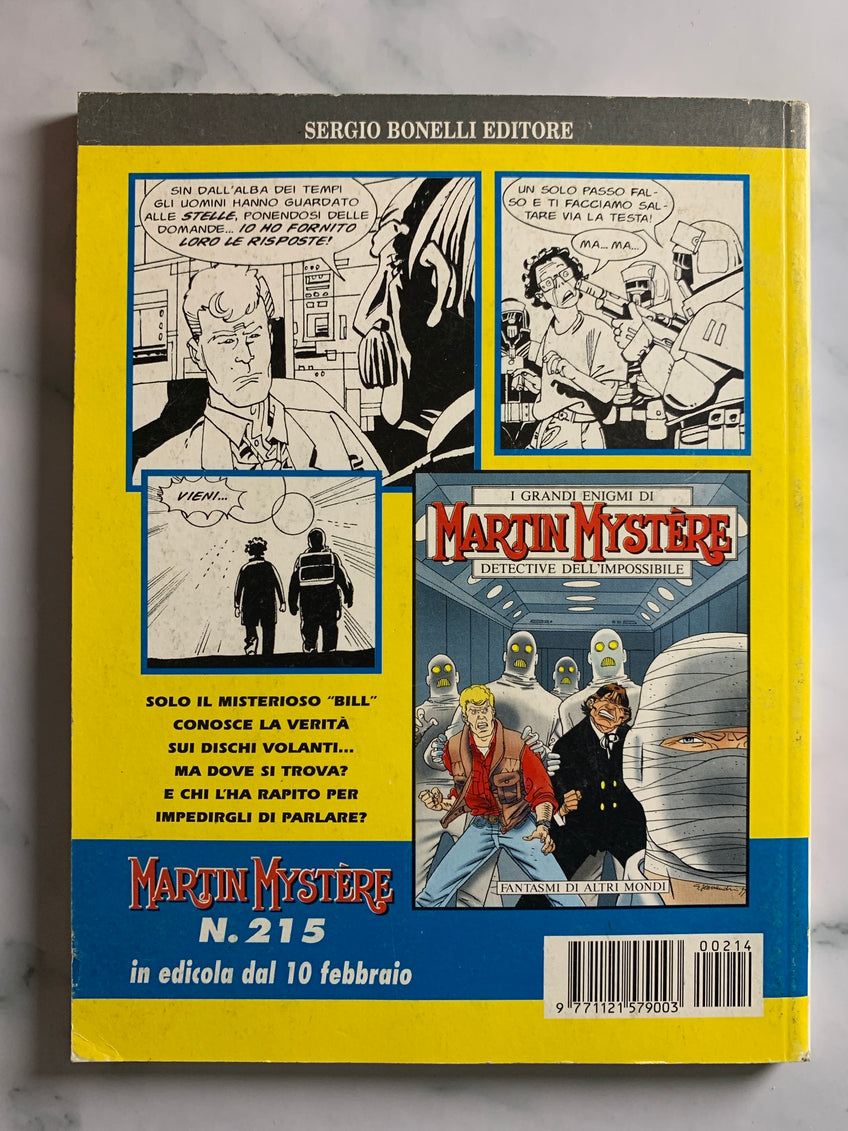 SERGIO BONELLI EDITORE
SIN DALL'ALBA DEI TEMPI
GLI UOMINI HANNO GUARDATO
ALLE STELLE, PONENDOSI DELLE
DOMANDE... IO HO FORNITO
LORO LE RISPOSTE!
UN SOLO PASSO FAL-
SO E TI FACCIAMO SAL-
TARE VIA LA TESTA!
MA... MA...
VIENI...
I GRANDI ENIGMI DI
MARTIN MYSTÈRE
DETECTIVE DELL'IMPOSSIBILE
FANTASMI DI ALTRI MONDI
SOLO IL MISTERIOSO "BILL"
CONOSCE LA VERITÀ
SUI DISCHI VOLANTI...
MA DOVE SI TROVA?
E CHI L'HA RAPITO PER
IMPEDIRGLI DI PARLARE?
MARTIN MYSTÈRE
N. 215
in edicola dal 10 febbraio
00214
9 771121 579003